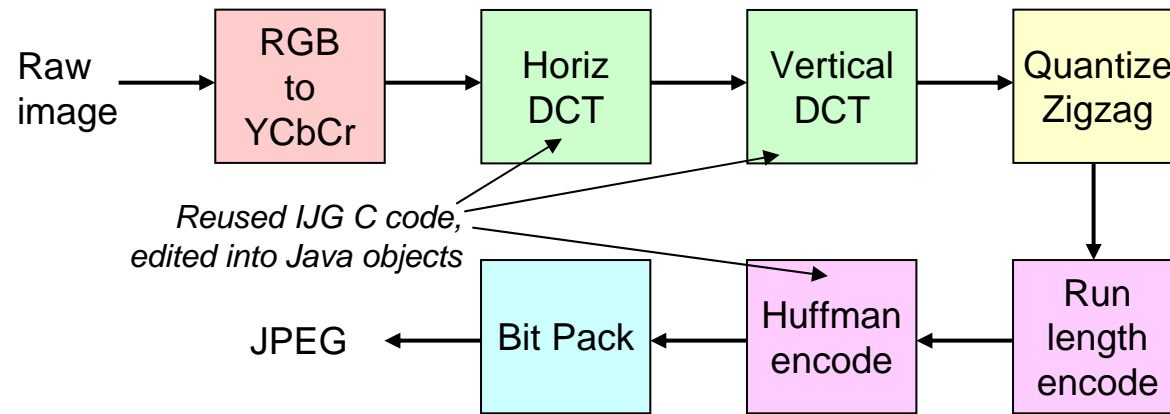 Raw
image
RGB
to
YCbCr
Horiz
DCT
Vertical
DCT
Quantize
Zigzag
Reused IJG C code,
edited into Java objects
Run
length
encode
Huffman
encode
Bit Pack
JPEG